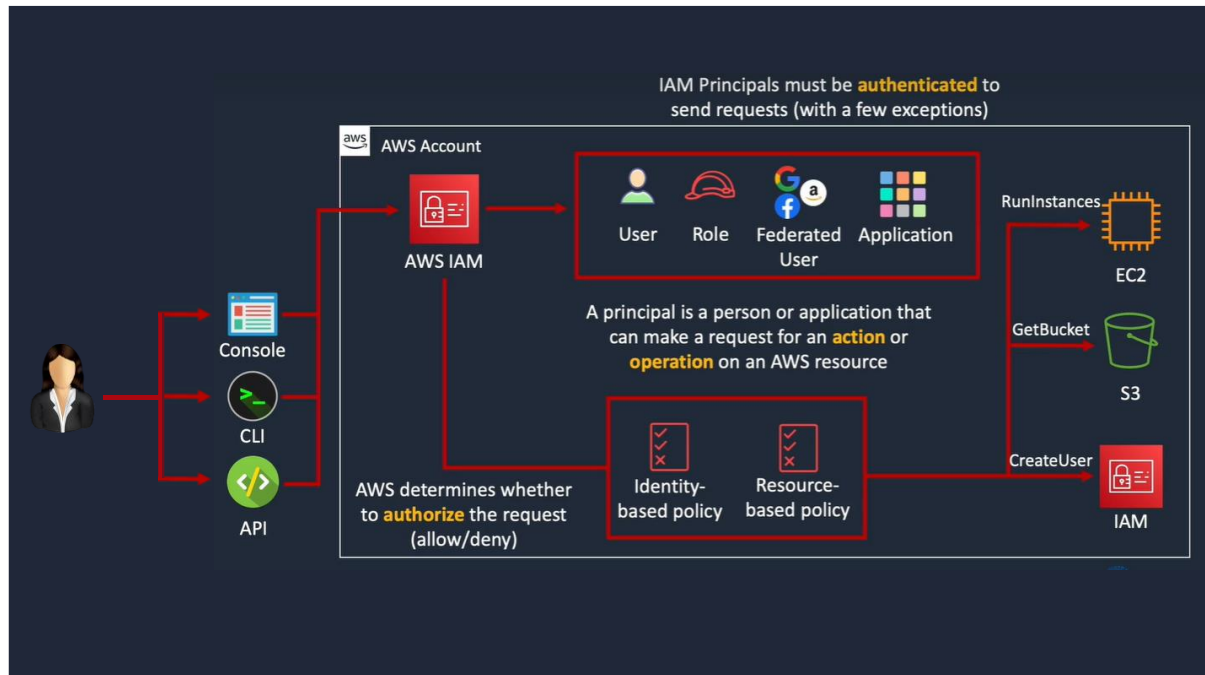 IAM Principals must be authenticated to
send requests (with a few exceptions)
aws
AWS Account
AWS IAM
User
Role
Federated
User
Application
A principal is a person or application that
can make a request for an action or
operation on an AWS resource
Console
CLI
API
AWS determines whether
to authorize the request
(allow/deny)
Identity-
based policy
Resource-
based policy
RunInstances
EC2
GetBucket
S3
CreateUser
IAM